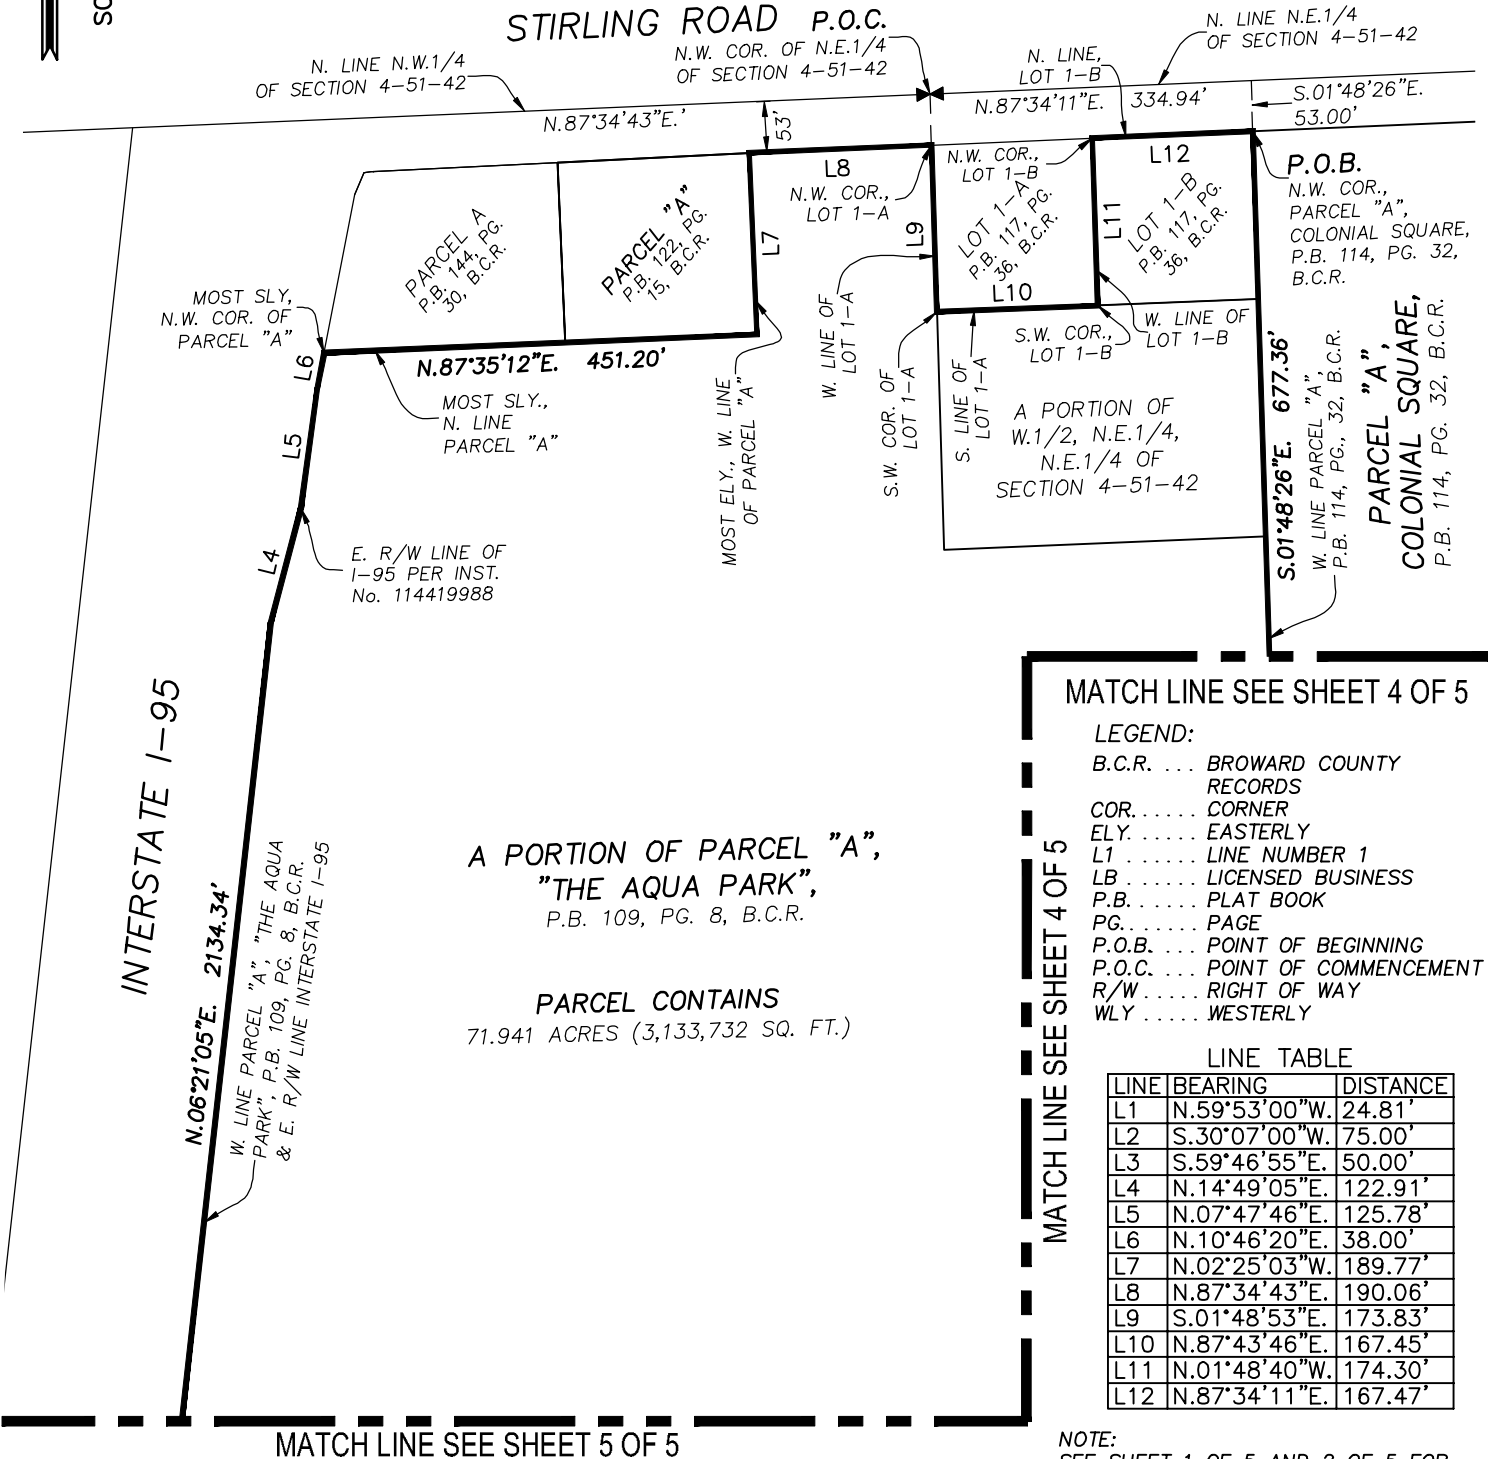 SC
STIRLING ROAD
P.O.C.
N.W. COR. OF N.E.1/4
OF SECTION 4-51-42
N. LINE N.E.1/4
OF SECTION 4-51-42
N. LINE N.W.1/4
OF SECTION 4-51-42
N. LINE,
LOT 1-B
N.87°34'43"E.'
53'
N.87°34'11"E. 334.94'
S.01°48'26"E.
53.00'
L8
N.W. COR.,
LOT 1-A
N.W. COR.,
LOT 1-B
L12
P.O.B.
N.W. COR.,
PARCEL "A",
COLONIAL SQUARE,
P.B. 114, PG. 32,
B.C.R.
PARCEL A
P.B. 144, PG.
30, B.C.R.
PARCEL "A"
P.B. 122, PG.
15, B.C.R.
L7
L9
LOT 1-A
P.B. 117, PG.
36, B.C.R.
L11
LOT 1-B
P.B. 117, PG.
36, B.C.R.
L10
MOST SLY,
N.W. COR. OF
PARCEL "A"
L6
N.87°35'12"E. 451.20'
MOST SLY.,
N. LINE
PARCEL "A"
W. LINE OF
LOT 1-A
S.W. COR. OF
LOT 1-A
S. LINE OF
LOT 1-A
S.W. COR.,
LOT 1-B
W. LINE OF
LOT 1-B
MOST ELY., W. LINE
OF PARCEL "A"
A PORTION OF
W.1/2, N.E.1/4,
N.E.1/4 OF
SECTION 4-51-42
S.01°48'26"E. 677.36'
W. LINE PARCEL "A",
P.B. 114, PG., 32, B.C.R.
PARCEL "A",
COLONIAL SQUARE,
P.B. 114, PG. 32, B.C.R.
L5
L4
E. R/W LINE OF
I-95 PER INST.
No. 114419988
INTERSTATE I-95
N.06°21'05"E. 2134.34'
W. LINE PARCEL "A", "THE AQUA
PARK", P.B. 109, PG. 8, B.C.R.
& E. R/W LINE INTERSTATE I-95
A PORTION OF PARCEL "A",
"THE AQUA PARK",
P.B. 109, PG. 8, B.C.R.
PARCEL CONTAINS
71.941 ACRES (3,133,732 SQ. FT.)
MATCH LINE SEE SHEET 4 OF 5
MATCH LINE SEE SHEET 4 OF 5
LEGEND:
B.C.R. . . . BROWARD COUNTY
RECORDS
COR. . . . . . CORNER
ELY. . . . . . EASTERLY
L1 . . . . . . LINE NUMBER 1
LB . . . . . . LICENSED BUSINESS
P.B. . . . . . PLAT BOOK
PG. . . . . . . PAGE
P.O.B. . . . . POINT OF BEGINNING
P.O.C. . . . . POINT OF COMMENCEMENT
R/W . . . . . RIGHT OF WAY
WLY . . . . . WESTERLY
LINE TABLE
LINE BEARING DISTANCE
L1 N.59°53'00"W. 24.81'
L2 S.30°07'00"W. 75.00'
L3 S.59°46'55"E. 50.00'
L4 N.14°49'05"E. 122.91'
L5 N.07°47'46"E. 125.78'
L6 N.10°46'20"E. 38.00'
L7 N.02°25'03"W. 189.77'
L8 N.87°34'43"E. 190.06'
L9 S.01°48'53"E. 173.83'
L10 N.87°43'46"E. 167.45'
L11 N.01°48'40"W. 174.30'
L12 N.87°34'11"E. 167.47'
MATCH LINE SEE SHEET 5 OF 5
NOTE:
SEE SHEET 1 OF 5 AND 2 OF 5 FOR